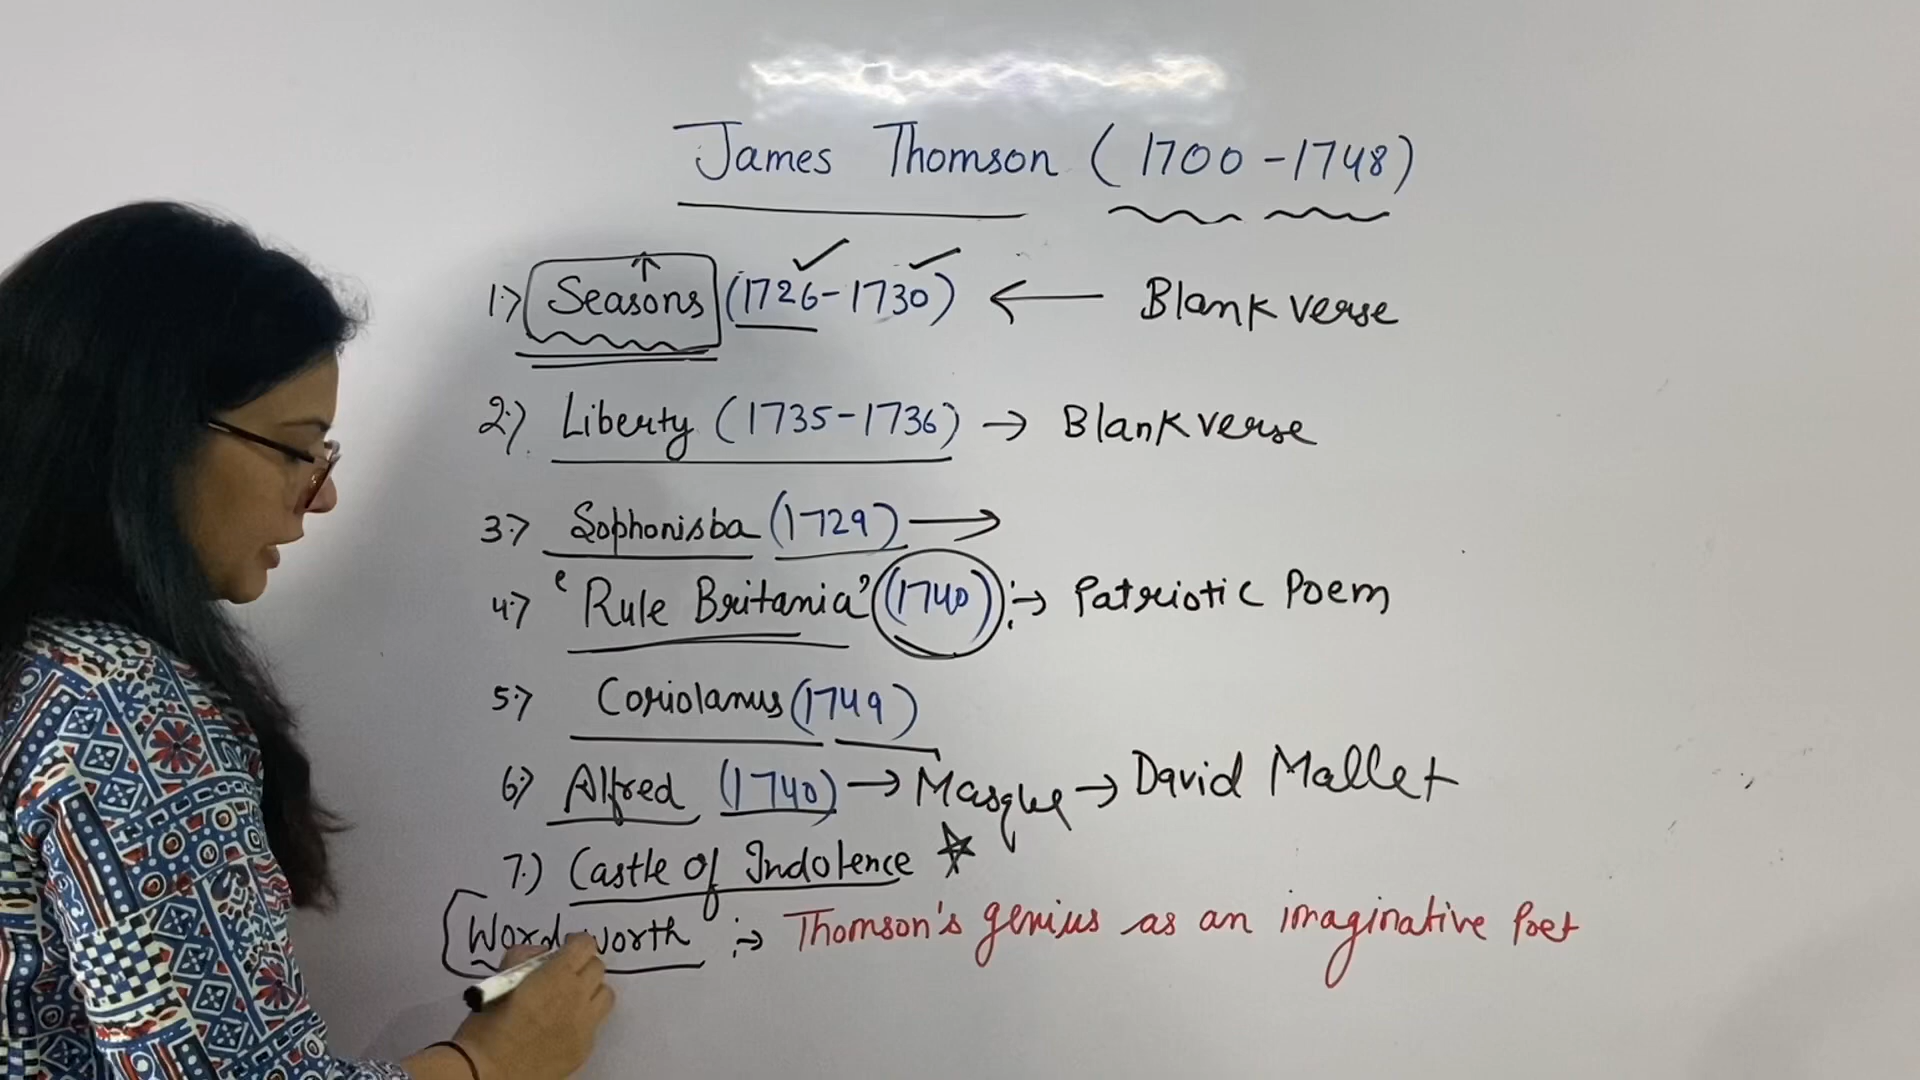 James Thomson (1700 - 1748)
1.) Seasons (1726 - 1730) ← Blank verse
2.) Liberty (1735 - 1736) → Blank verse
3.) Sophonisba (1729) →
4.) 'Rule Britania' (1740) :→ Patriotic Poem
5.) Coriolanus (1749)
6.) Alfred (1740) → Masque → David Mallet
7.) Castle of Indolence ☆
Wordsworth :→ Thomson's genius as an imaginative Poet